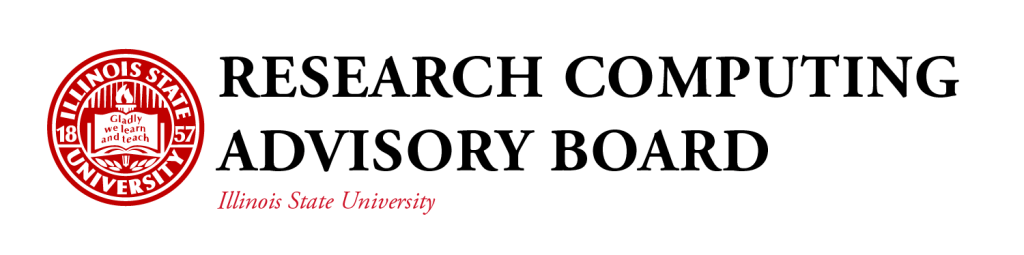 ILLINOIS STATE
Gladly
we learn
and teach
18 57
UNIVERSITY
RESEARCH COMPUTING
ADVISORY BOARD
Illinois State University